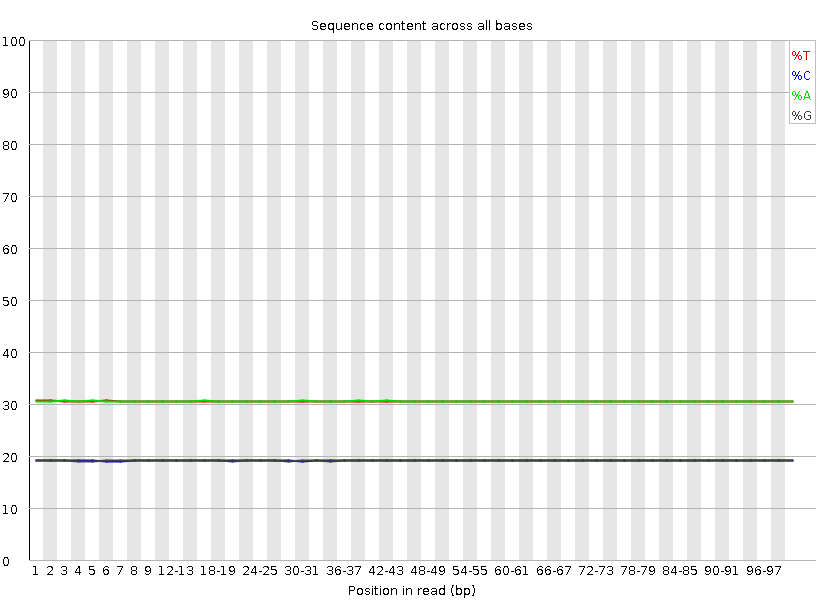 Sequence content across all bases
100
90
80
70
60
50
40
30
20
10
0
%T
%C
%A
%G
1 2 3 4 5 6 7 8 9 12-13 18-19 24-25 30-31 36-37 42-43 48-49 54-55 60-61 66-67 72-73 78-79 84-85 90-91 96-97
Position in read (bp)